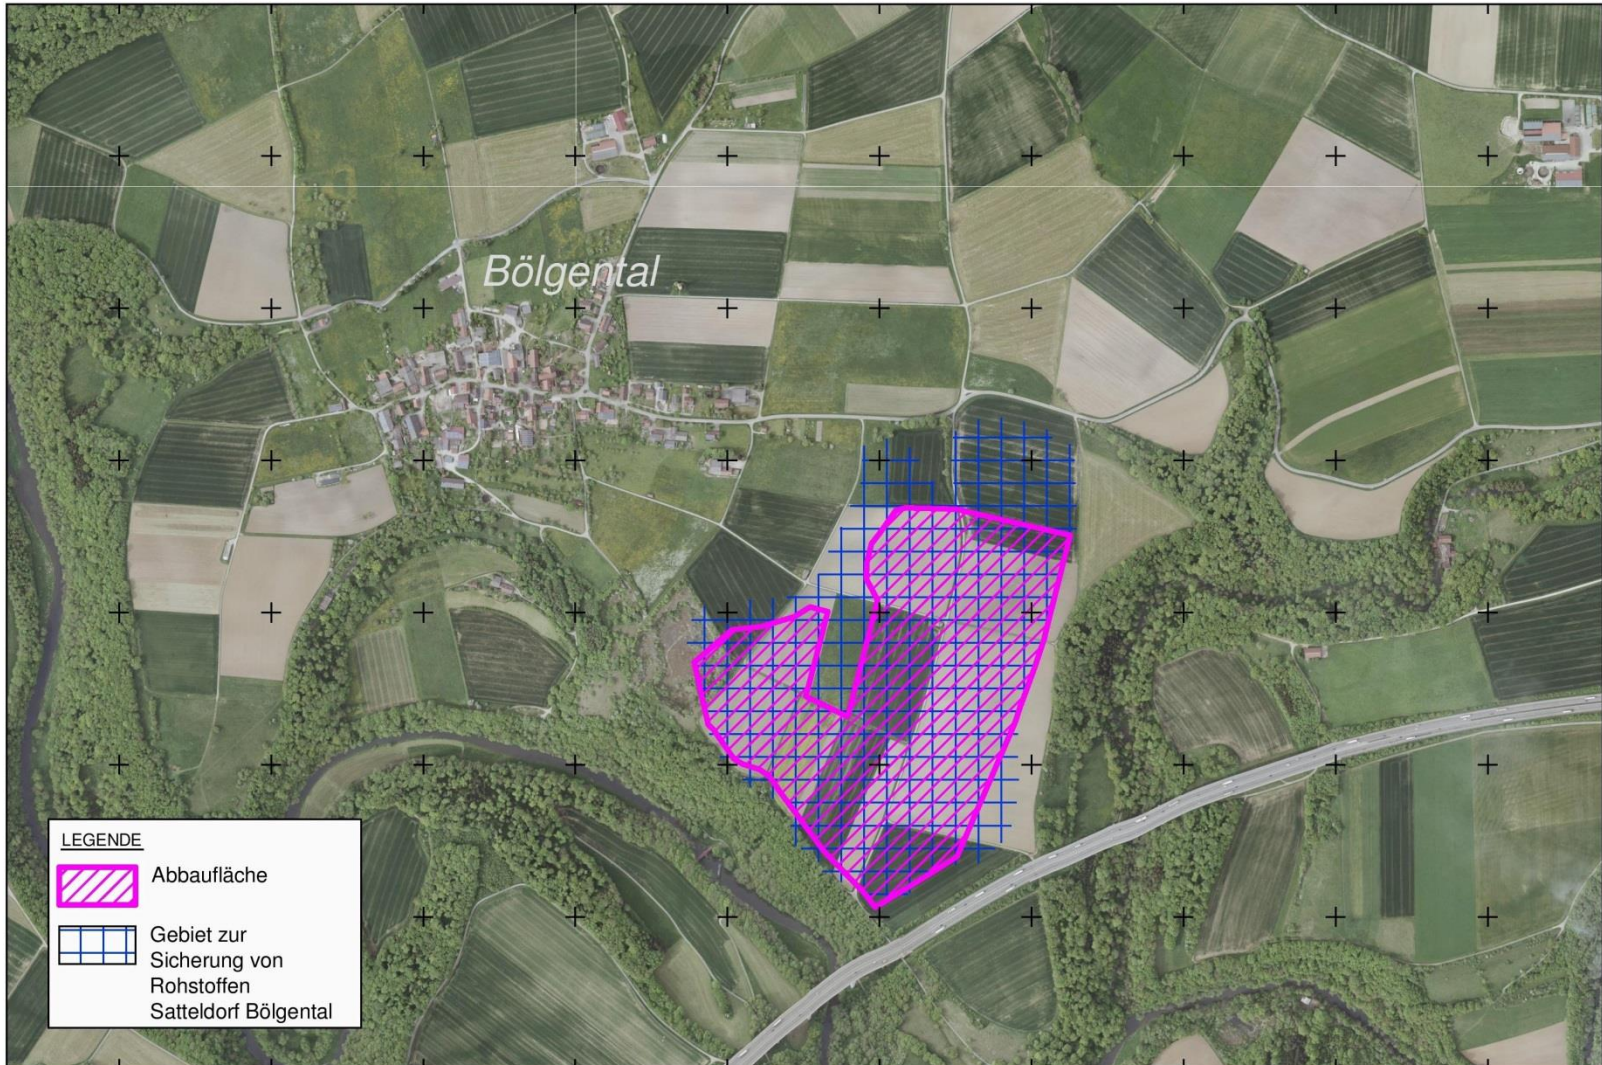 Bölgental
LEGENDE
Abbaufläche
Gebiet zur
Sicherung von
Rohstoffen
Satteldorf Bölgental